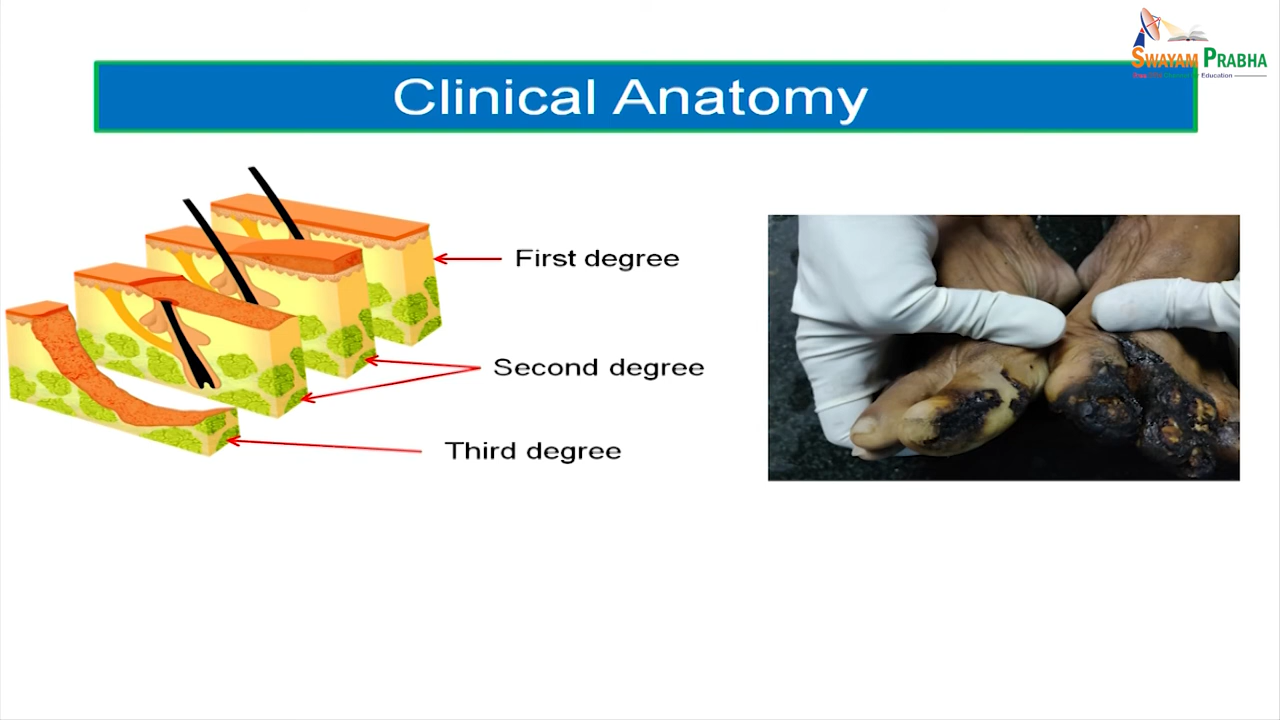 SWAYAM PRABHA
Clinical Anatomy
First degree
Second degree
Third degree